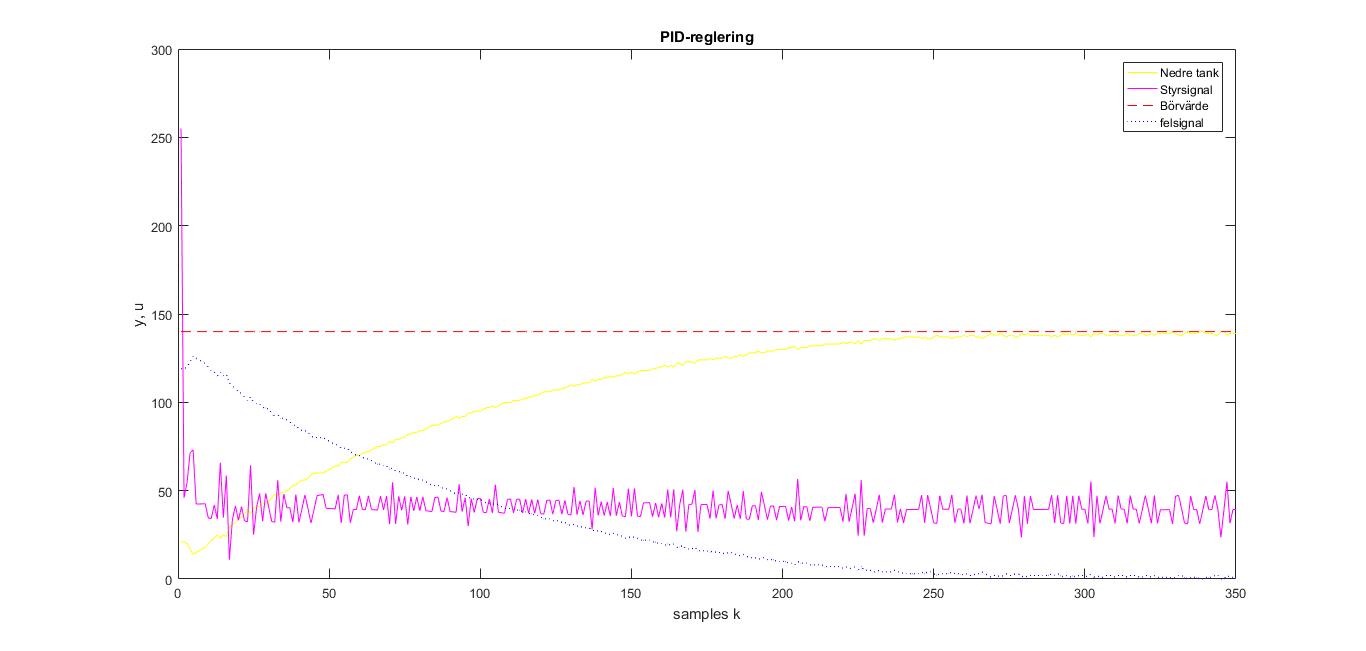 PID-reglering
300
250
200
150
100
50
0
y, u
0 50 100 150 200 250 300 350
samples k
Nedre tank
Styrsignal
Börvärde
felsignal